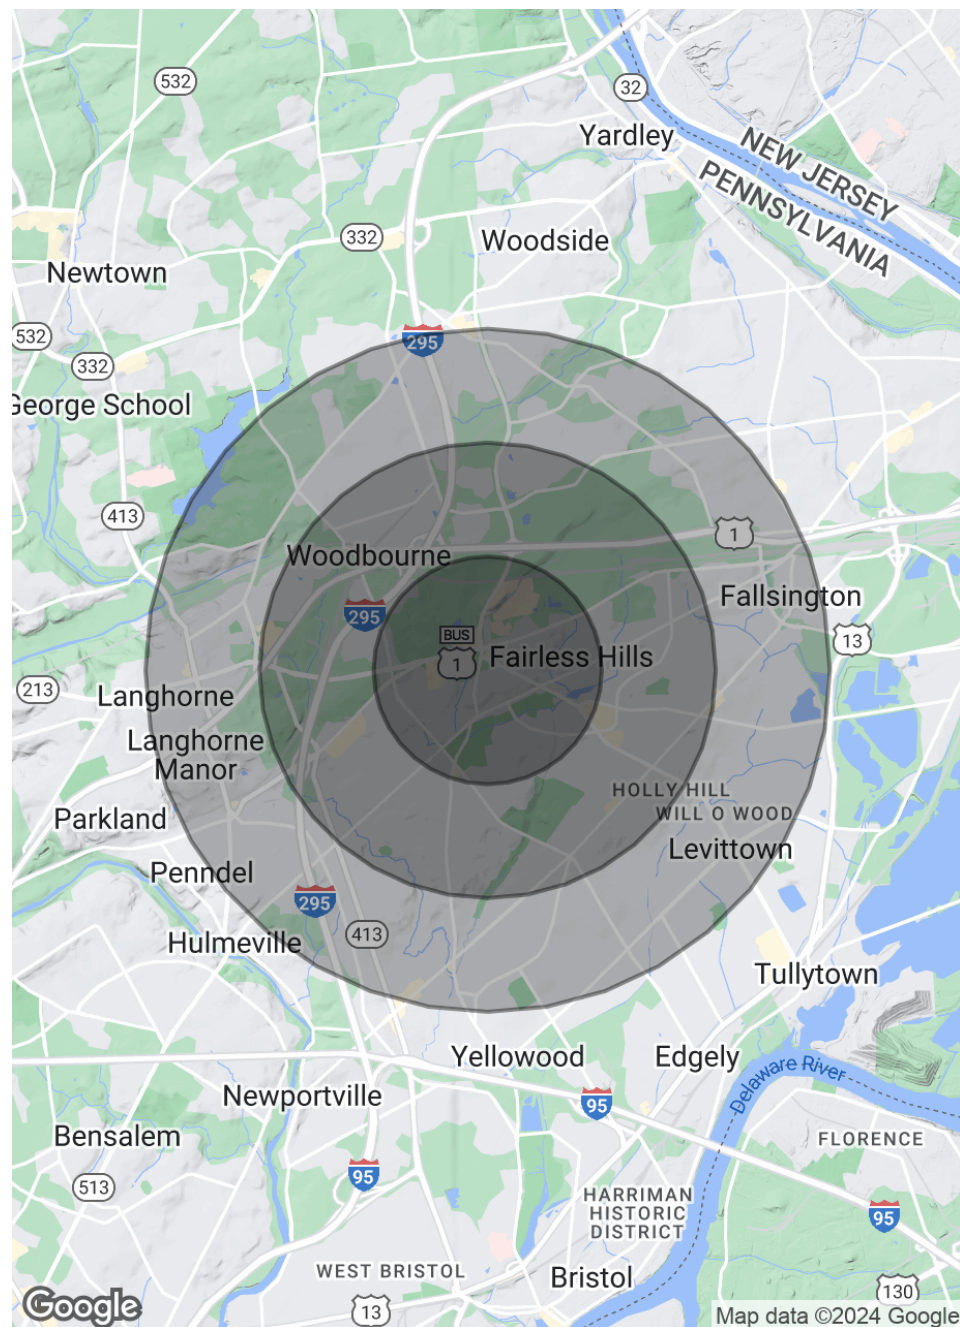 532
32
Yardley
NEW JERSEY
PENNSYLVANIA
332
Woodside
Newtown
532
295
332
George School
413
1
Woodbourne
Fallsington
295
BUS
1
Fairless Hills
13
213
Langhorne
Langhorne
Manor
HOLLY HILL
WILL O WOOD
Parkland
Levittown
Penndel
295
413
Hulmeville
Tullytown
Yellowood
Edgely
Delaware River
Newportville
95
Bensalem
FLORENCE
95
513
HARRIMAN
HISTORIC
DISTRICT
95
WEST BRISTOL
Bristol
130
13
Google
Map data ©2024 Google